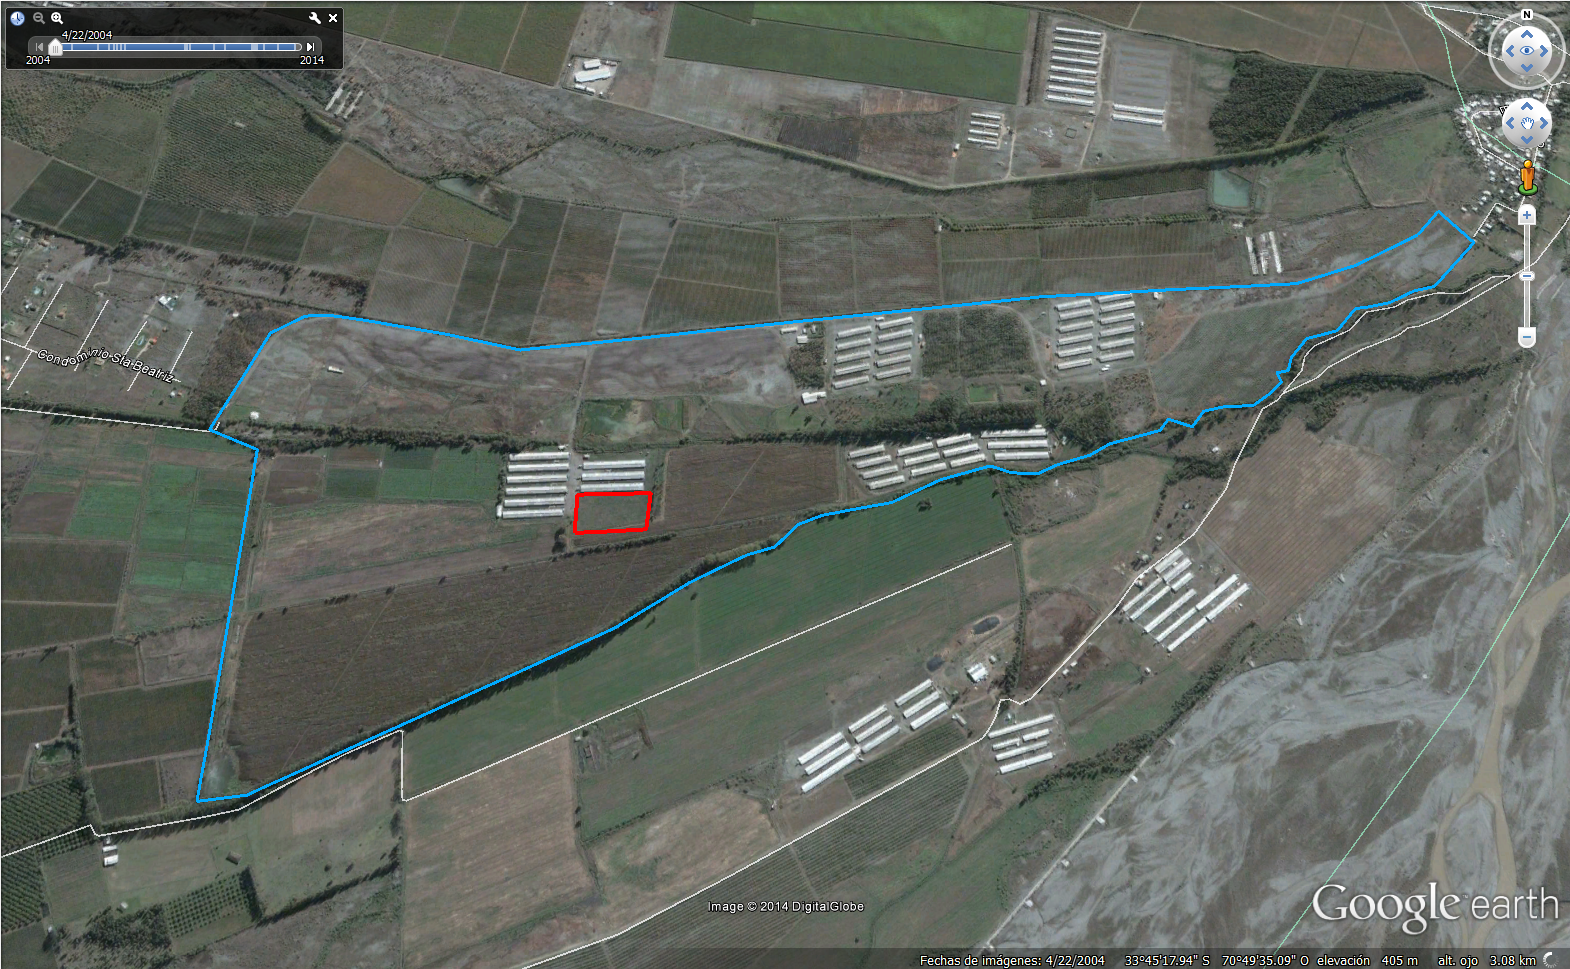 4/22/2004
2004
2014
N
Condominio Sta Beatriz
Image © 2014 DigitalGlobe
Google earth
Fechas de imágenes: 4/22/2004 33°45'17.94" S 70°49'35.09" O elevación 405 m alt. ojo 3.08 km